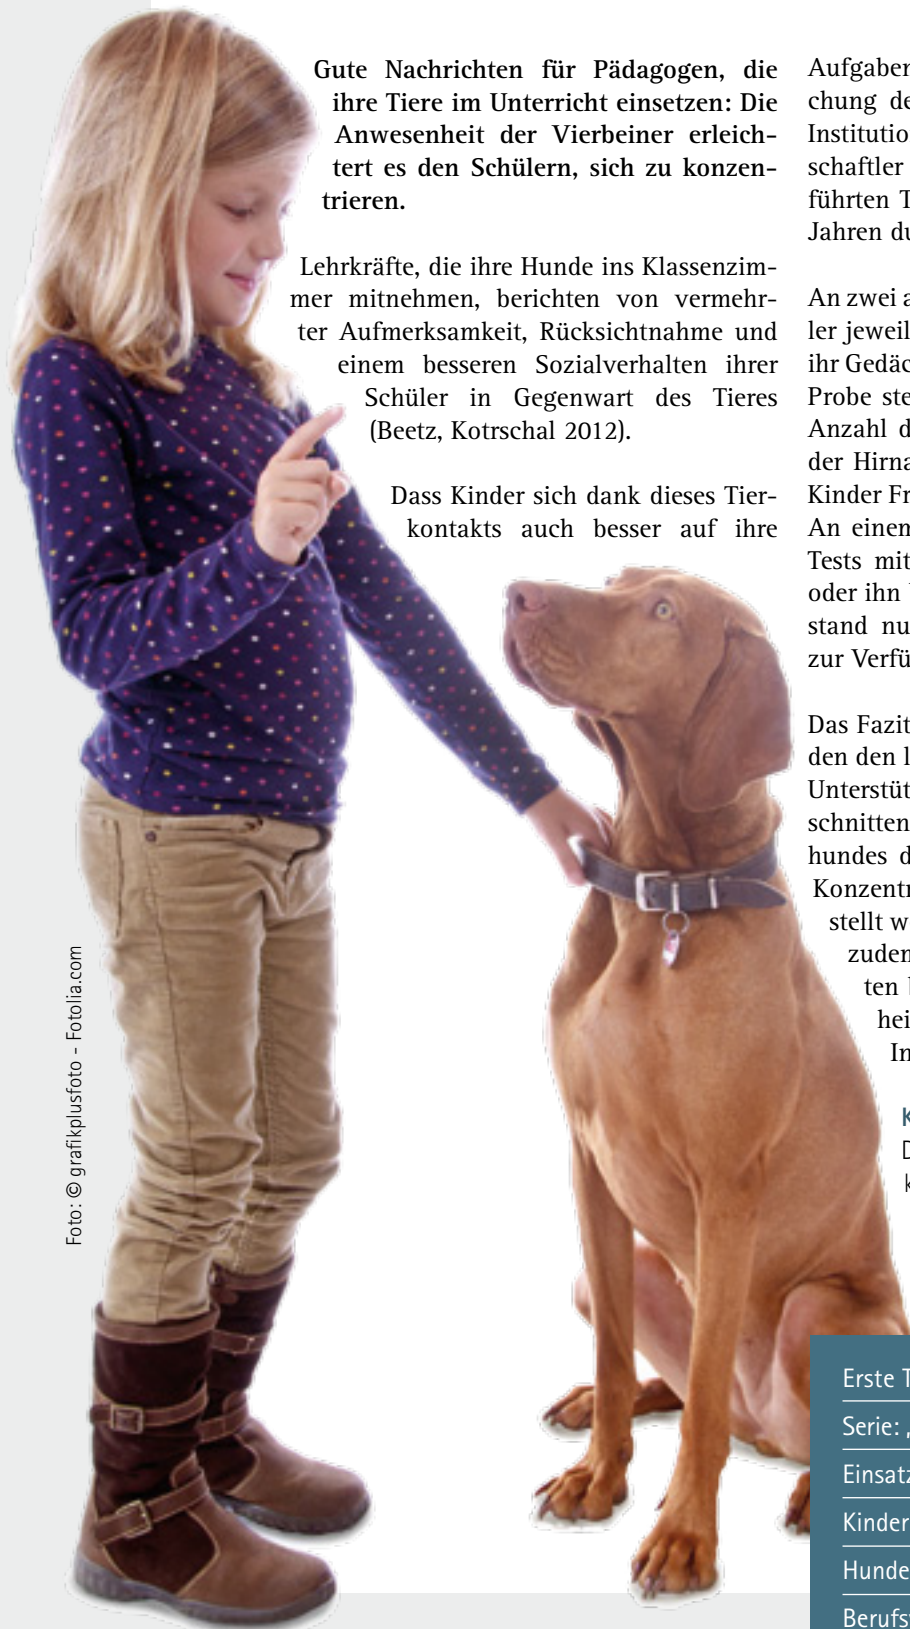 Gute Nachrichten für Pädagogen, die
ihre Tiere im Unterricht einsetzen: Die
Anwesenheit der Vierbeiner erleich-
tert es den Schülern, sich zu konzen-
trieren.
Lehrkräfte, die ihre Hunde ins Klassenzim-
mer mitnehmen, berichten von vermehr-
ter Aufmerksamkeit, Rücksichtnahme und
einem besseren Sozialverhalten ihrer
Schüler in Gegenwart des Tieres
(Beetz, Kotrschal 2012).
Dass Kinder sich dank dieses Tier-
kontakts auch besser auf ihre
Foto: © grafikplusfoto - Fotolia.com
Aufgaben
chung de
Institutio
schaftler
führten T
Jahren du
An zwei a
ler jeweil
ihr Gedäc
Probe ste
Anzahl d
der Hirna
Kinder Fr
An einem
Tests mit
oder ihn
stand nu
zur Verfü
Das Fazit
den den l
Unterstüt
schnitten
hundes d
Konzentr
stellt w
zudem
ten b
hei
In
K
D
k
Erste T
Serie: „
Einsatz
Kinder
Hunde
Berufs